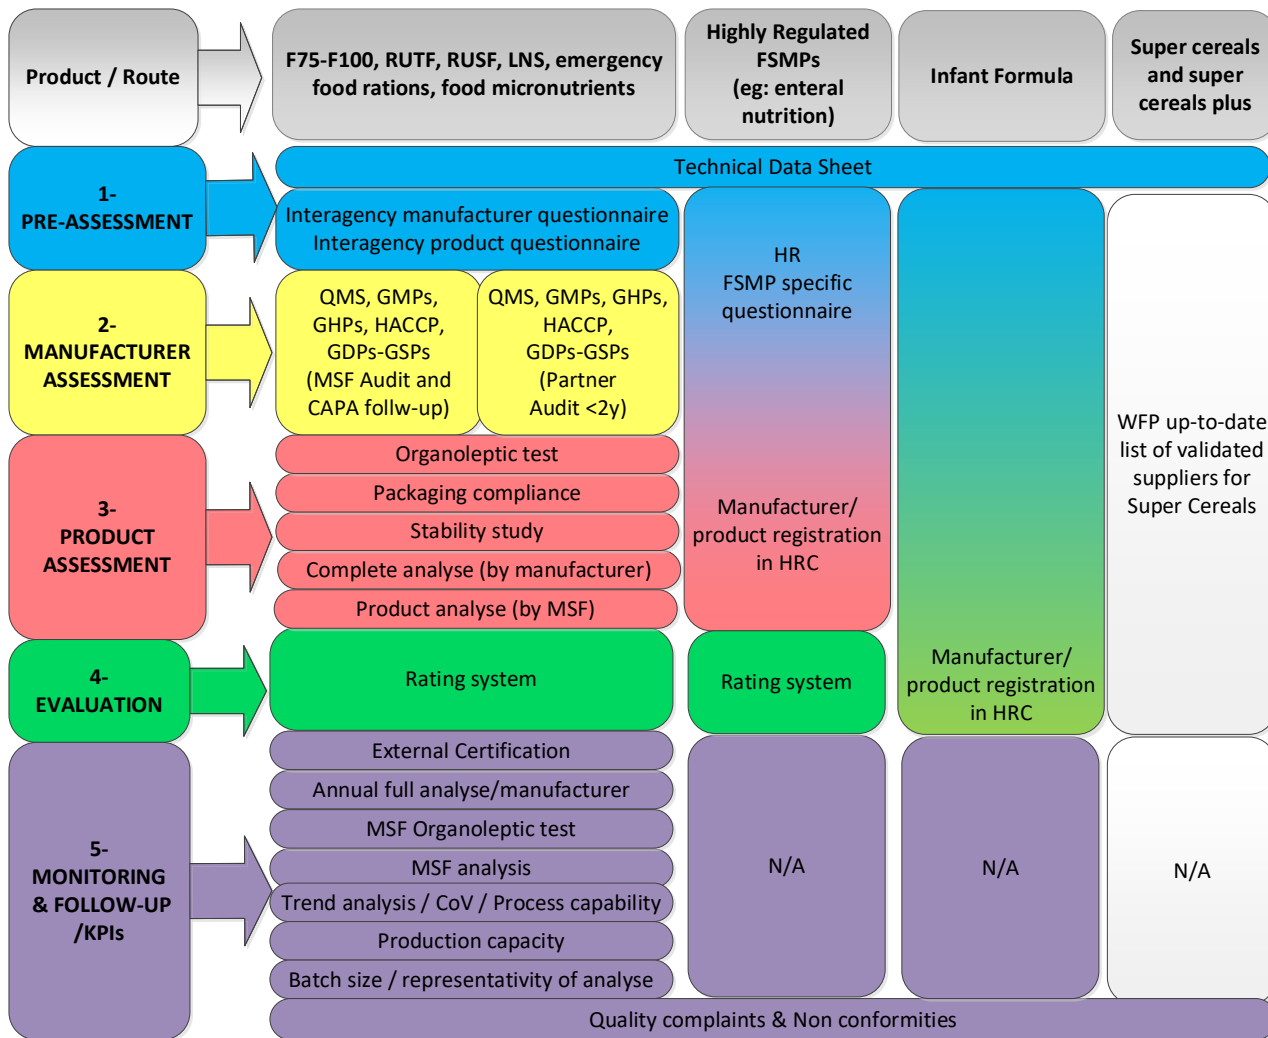 Product / Route
F75-F100, RUTF, RUSF, LNS, emergency
food rations, food micronutrients
Highly Regulated
FSMPs
(eg: enteral
nutrition)
Infant Formula
Super cereals
and super
cereals plus
1-
PRE-ASSESSMENT
Technical Data Sheet
Interagency manufacturer questionnaire
Interagency product questionnaire
HR
FSMP specific
questionnaire
2-
MANUFACTURER
ASSESSMENT
QMS, GMPs,
GHPs, HACCP,
GDPs-GSPs
(MSF Audit and
CAPA follw-up)
QMS, GMPs, GHPs,
HACCP,
GDPs-GSPs
(Partner
Audit <2y)
3-
PRODUCT
ASSESSMENT
Organoleptic test
Packaging compliance
Stability study
Complete analyse (by manufacturer)
Product analyse (by MSF)
Manufacturer/
product registration
in HRC
WFP up-to-date
list of validated
suppliers for
Super Cereals
4-
EVALUATION
Rating system
Rating system
Manufacturer/
product registration
in HRC
5-
MONITORING
& FOLLOW-UP
/KPIs
External Certification
Annual full analyse/manufacturer
MSF Organoleptic test
MSF analysis
Trend analysis / CoV / Process capability
Production capacity
Batch size / representativity of analyse
N/A
N/A
N/A
Quality complaints & Non conformities